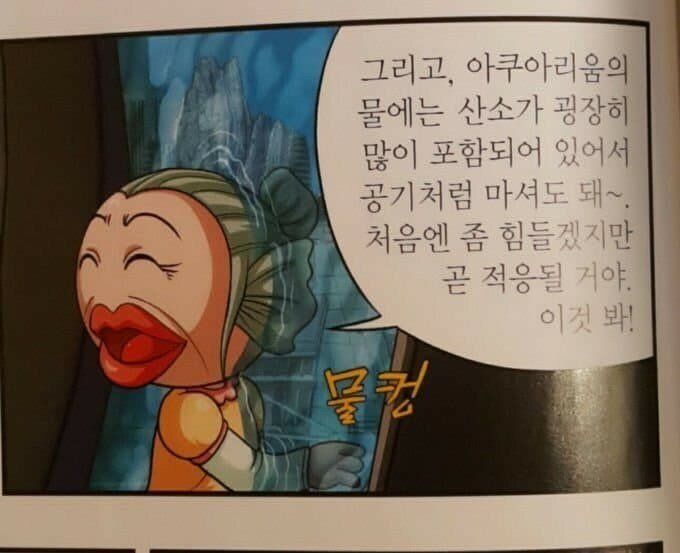 그리고, 아쿠아리움의
물에는 산소가 굉장히
많이 포함되어 있어서
공기처럼 마셔도 돼~.
처음엔 좀 힘들겠지만
곧 적응될 거야.
이것 봐!